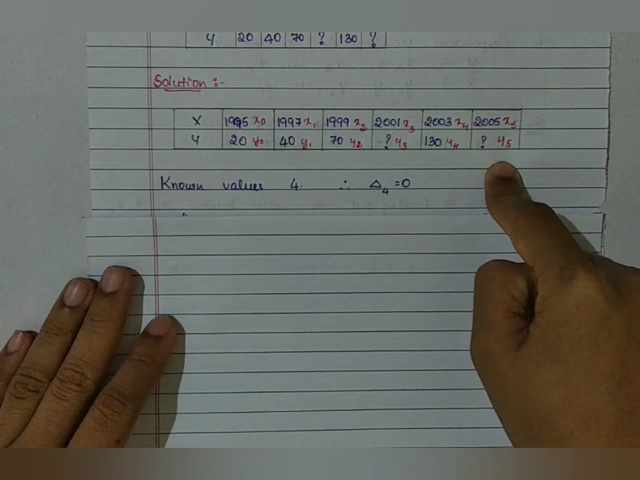 Y 20 40 70 ? 130 ?
Solution :-
X 1995 x0 1997 x1 1999 x2 2001 x3 2003 x4 2005 x5
Y 20 y0 40 y1 70 y2 ? y3 130 y4 ? y5
Known values 4. ∴ Δ4 = 0